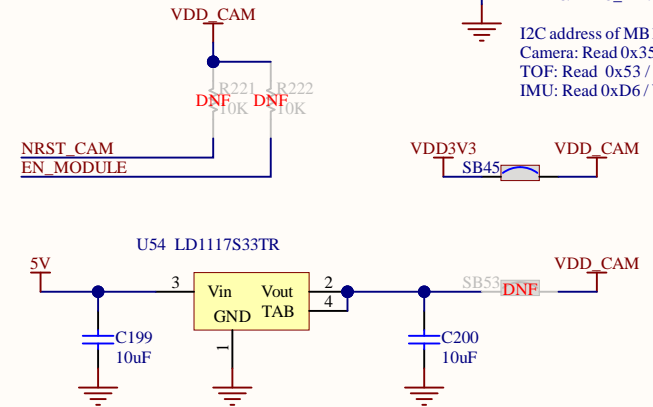 VDD_CAM
I2C address of MB
Camera: Read 0x35
TOF: Read 0x53 /
IMU: Read 0xD6 /
R221 R222
DNF DNF
10K 10K
NRST_CAM
EN_MODULE
VDD3V3 VDD_CAM
SB45
U54 LD1117S33TR
5V VDD_CAM
3 Vin Vout 2
GND TAB 4
1
SB53 DNF
C199
10uF
C200
10uF